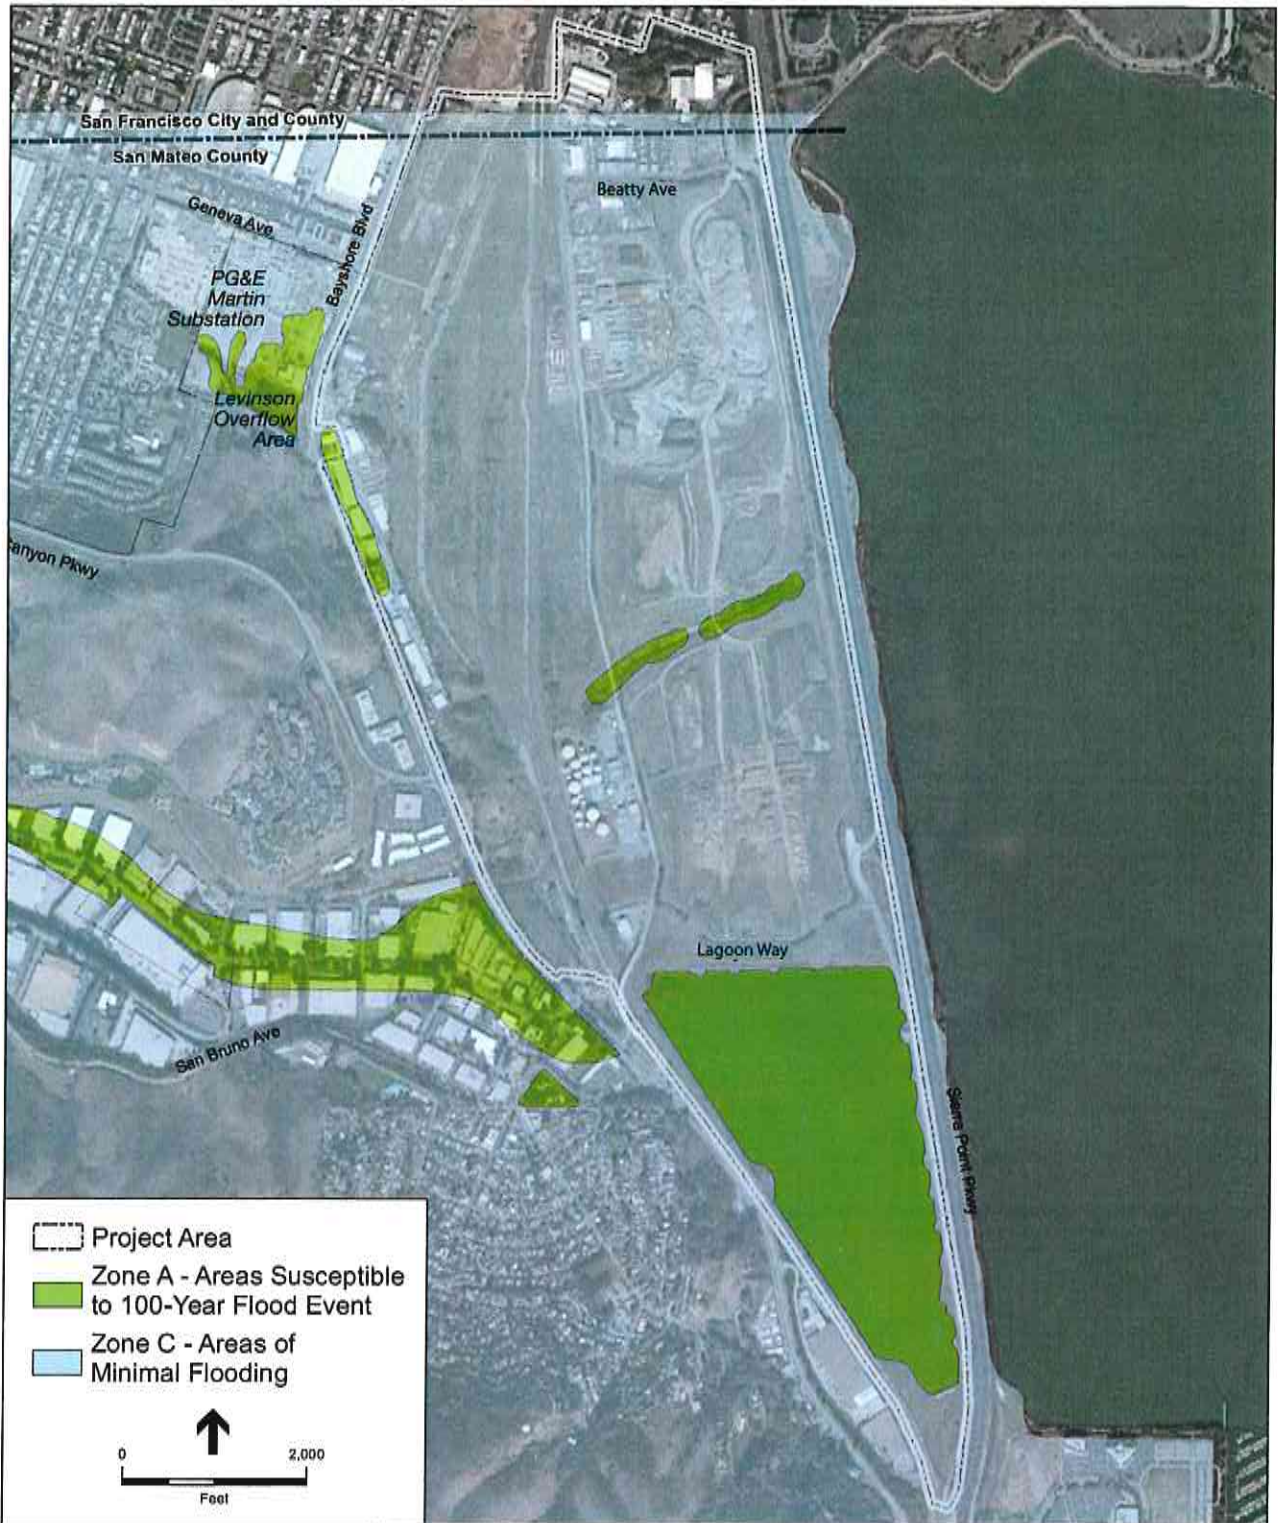 San Francisco City and County
San Mateo County
Beatty Ave
Geneva Ave
Bayshore Blvd
PG&E
Martin
Substation
Levinson
Overflow
Area
anyon Pkwy
Lagoon Way
San Bruno Ave
Sierra Point Pkwy
Project Area
Zone A - Areas Susceptible
to 100-Year Flood Event
Zone C - Areas of
Minimal Flooding
0 2,000
Feet